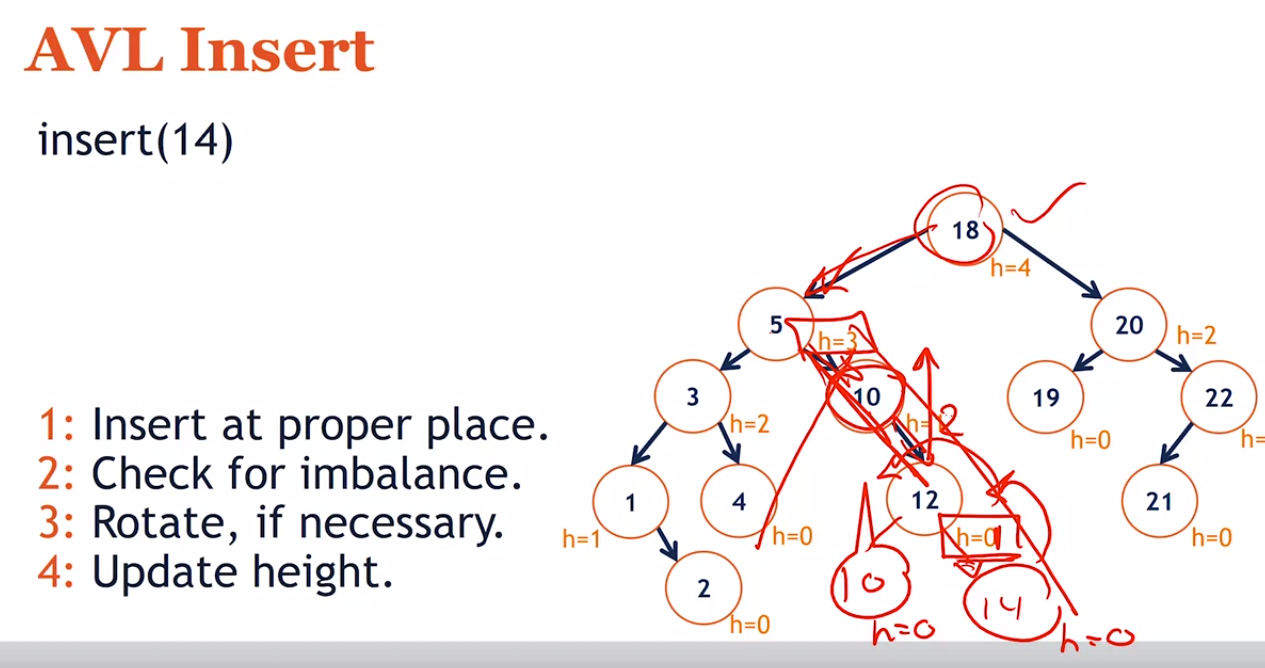 AVL Insert
insert(14)
18
h=4
5
h=3
20
h=2
3
h=2
10
h=
2
19
h=0
22
h=
1: Insert at proper place.
2: Check for imbalance.
3: Rotate, if necessary.
4: Update height.
1
h=1
4
h=0
12
h=01
21
h=0
2
h=0
10
h=0
14
h=0